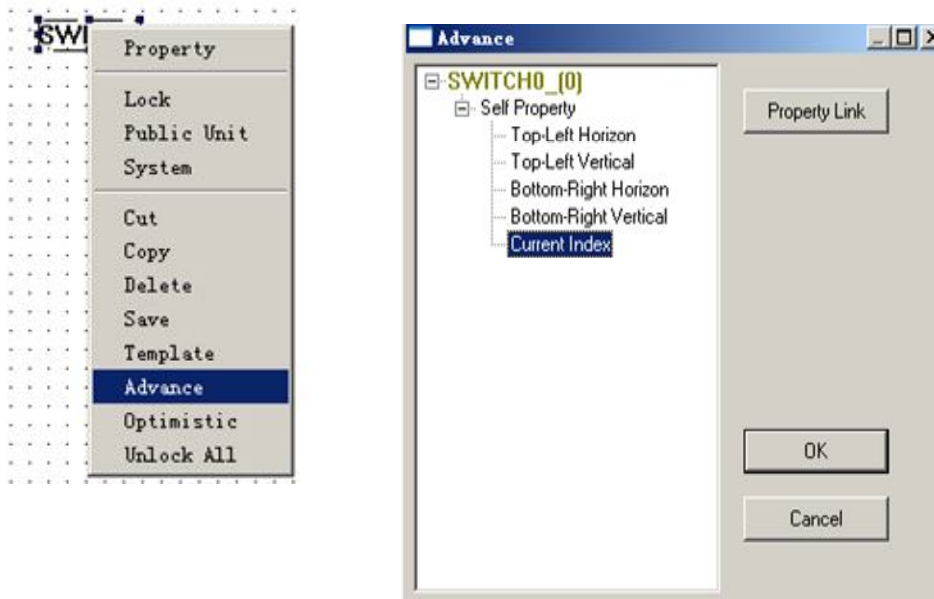 SWI
Property
Lock
Public Unit
System
Cut
Copy
Delete
Save
Template
Advance
Optimistic
Unlock All
Advance
SWITCH0_(0)
Self Property
Top-Left Horizon
Top-Left Vertical
Bottom-Right Horizon
Bottom-Right Vertical
Current Index
Property Link
OK
Cancel